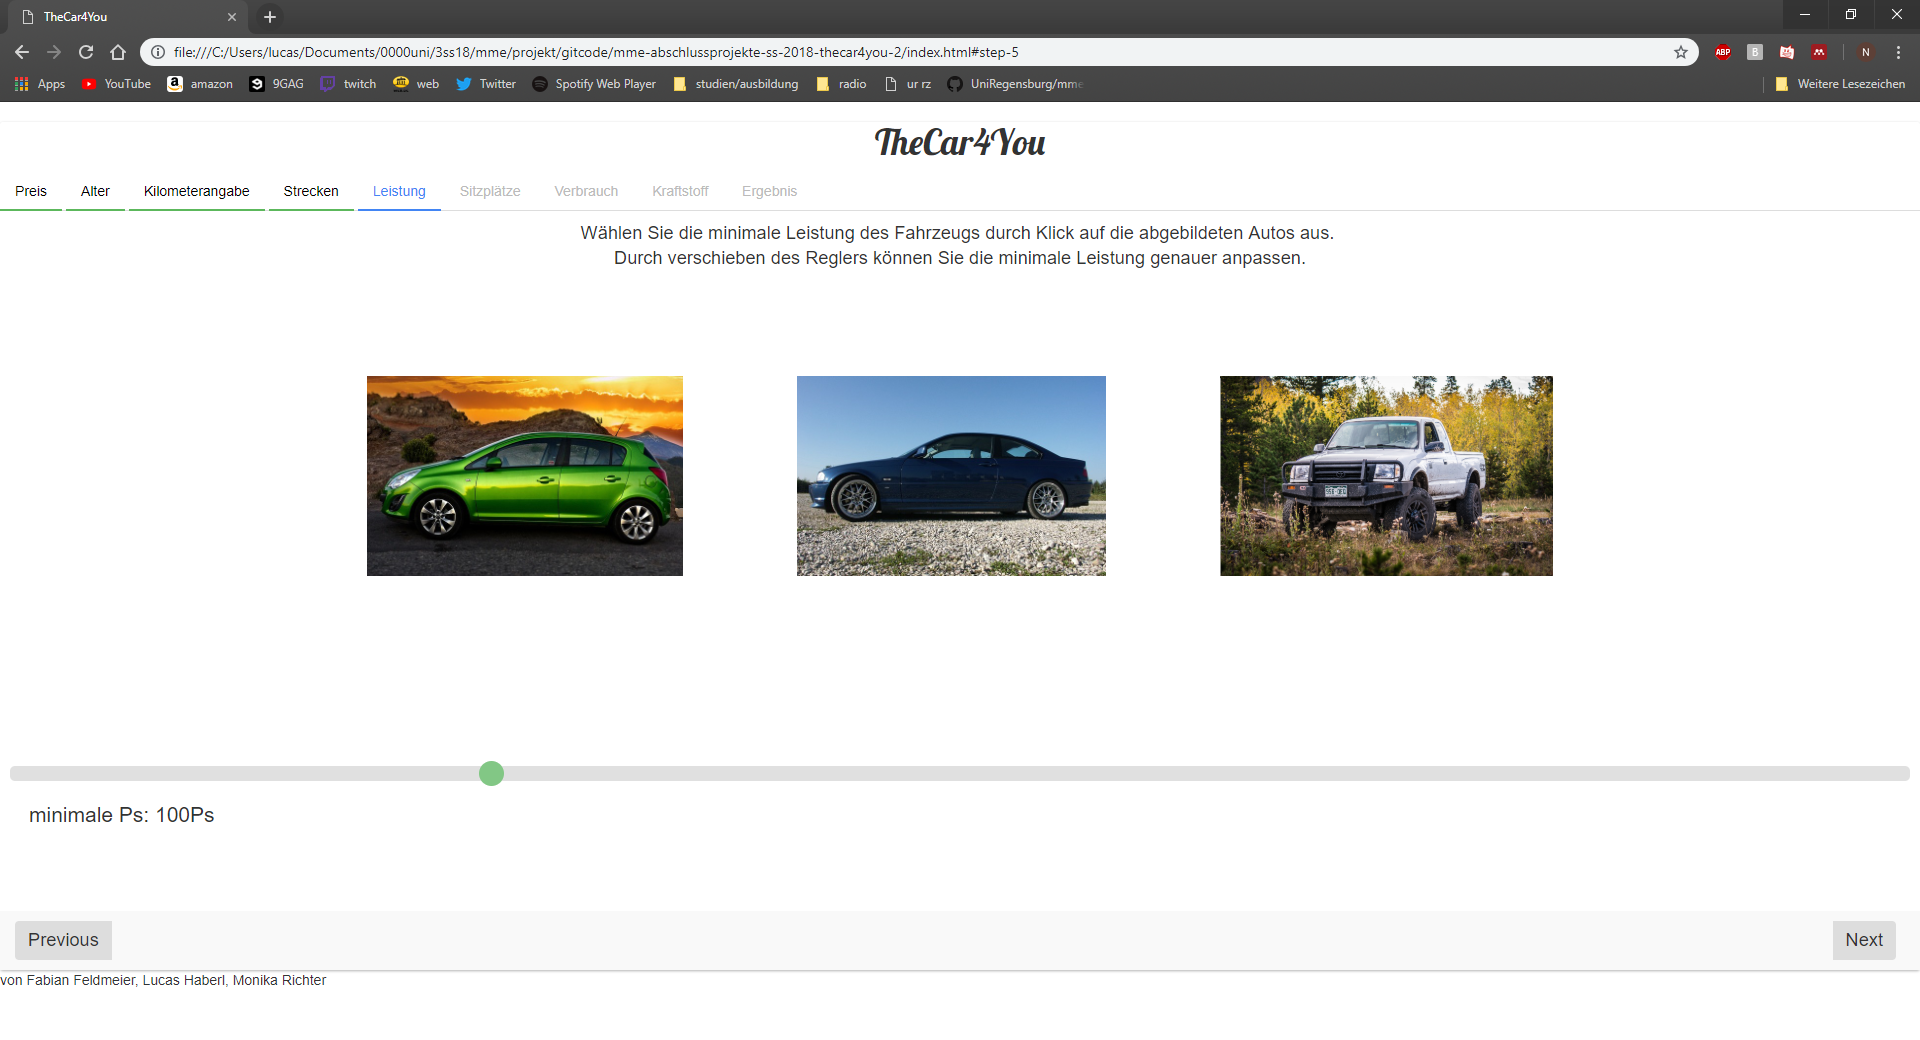 TheCar4You
file:///C:/Users/lucas/Documents/0000uni/3ss18/mme/projekt/gitcode/mme-abschlussprojekte-ss-2018-thecar4you-2/index.html#step-5
ABP B N
Apps YouTube amazon 9GAG twitch web Twitter Spotify Web Player studien/ausbildung radio ur rz UniRegensburg/mme Weitere Lesezeichen
TheCar4You
Preis Alter Kilometerangabe Strecken Leistung Sitzplätze Verbrauch Kraftstoff Ergebnis
Wählen Sie die minimale Leistung des Fahrzeugs durch Klick auf die abgebildeten Autos aus.
Durch verschieben des Reglers können Sie die minimale Leistung genauer anpassen.
minimale Ps: 100Ps
Previous Next
von Fabian Feldmeier, Lucas Haberl, Monika Richter